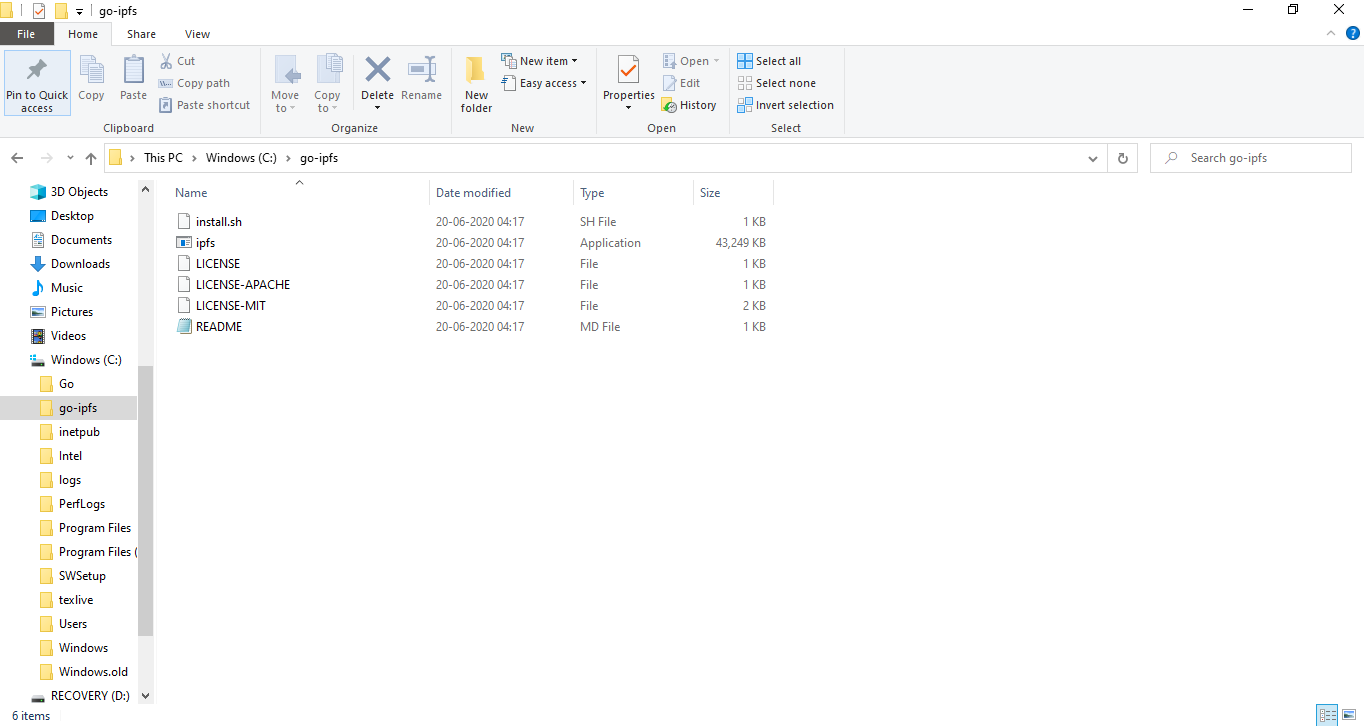 go-ipfs
File Home Share View
Pin to Quick access
Copy
Paste
Cut
Copy path
Paste shortcut
Clipboard
Move to
Copy to
Delete
Rename
Organize
New folder
New item
Easy access
New
Properties
Open
Edit
History
Open
Select all
Select none
Invert selection
Select
This PC > Windows (C:) > go-ipfs
Search go-ipfs
3D Objects
Desktop
Documents
Downloads
Music
Pictures
Videos
Windows (C:)
Go
go-ipfs
inetpub
Intel
logs
PerfLogs
Program Files
Program Files (
SWSetup
texlive
Users
Windows
Windows.old
RECOVERY (D:)
Name Date modified Type Size
install.sh 20-06-2020 04:17 SH File 1 KB
ipfs 20-06-2020 04:17 Application 43,249 KB
LICENSE 20-06-2020 04:17 File 1 KB
LICENSE-APACHE 20-06-2020 04:17 File 1 KB
LICENSE-MIT 20-06-2020 04:17 File 2 KB
README 20-06-2020 04:17 MD File 1 KB
6 items